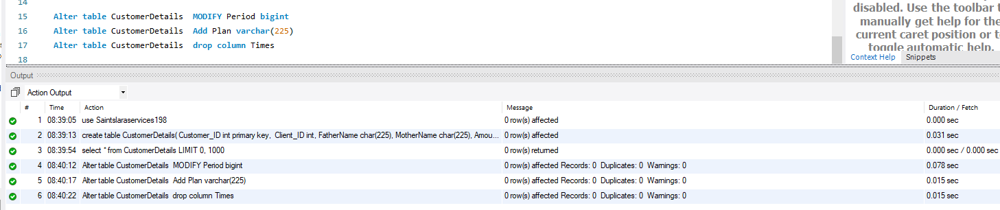 14
15 Alter table CustomerDetails MODIFY Period bigint
16 Alter table CustomerDetails Add Plan varchar(225)
17 Alter table CustomerDetails drop column Times
18
disabled. Use the toolbar t
manually get help for the
current caret position or to
toggle automatic help.
Context Help Snippets
Output
Action Output
# Time Action Message Duration / Fetch
1 08:39:05 use Saintslaraservices198 0 row(s) affected 0.000 sec
2 08:39:13 create table CustomerDetails( Customer_ID int primary key, Client_ID int, FatherName char(225), MotherName char(225), Amou... 0 row(s) affected 0.031 sec
3 08:39:54 select * from CustomerDetails LIMIT 0, 1000 0 row(s) returned 0.000 sec / 0.000 sec
4 08:40:12 Alter table CustomerDetails MODIFY Period bigint 0 row(s) affected Records: 0 Duplicates: 0 Warnings: 0 0.078 sec
5 08:40:17 Alter table CustomerDetails Add Plan varchar(225) 0 row(s) affected Records: 0 Duplicates: 0 Warnings: 0 0.015 sec
6 08:40:22 Alter table CustomerDetails drop column Times 0 row(s) affected Records: 0 Duplicates: 0 Warnings: 0 0.015 sec